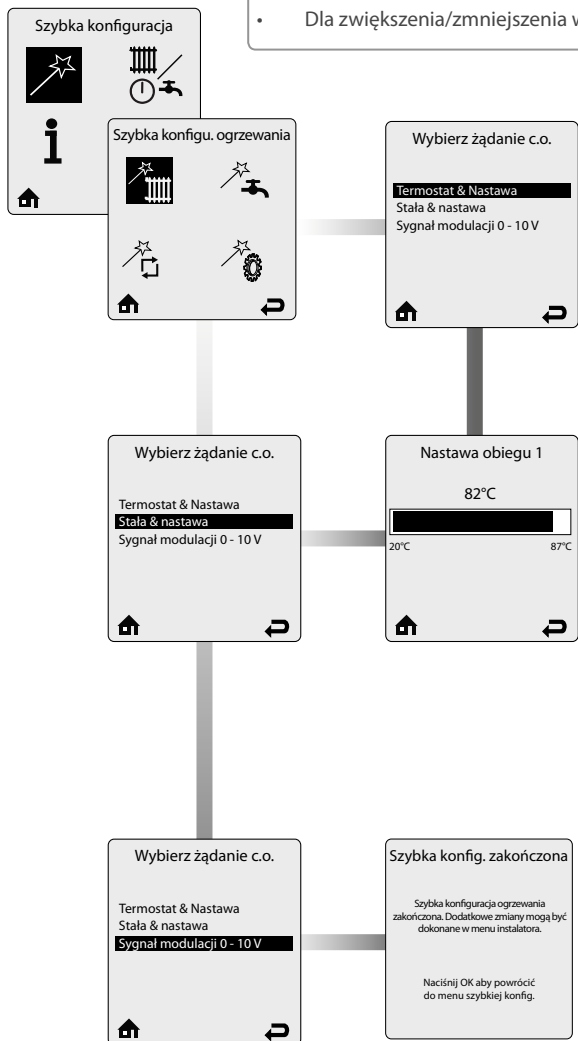 • Dla zwiększenia/zmniejszenia
Szybka konfiguracja
Szybka konfigu. ogrzewania
Wybierz żądanie c.o.
Termostat & Nastawa
Stała & nastawa
Sygnał modulacji 0 - 10 V
Wybierz żądanie c.o.
Termostat & Nastawa
Stała & nastawa
Sygnał modulacji 0 - 10 V
Nastawa obiegu 1
82°C
20°C 87°C
Wybierz żądanie c.o.
Termostat & Nastawa
Stała & nastawa
Sygnał modulacji 0 - 10 V
Szybka konfig. zakończona
Szybka konfiguracja ogrzewania
zakończona. Dodatkowe zmiany mogą być
dokonane w menu instalatora.
Naciśnij OK aby powrócić
do menu szybkiej konfig.